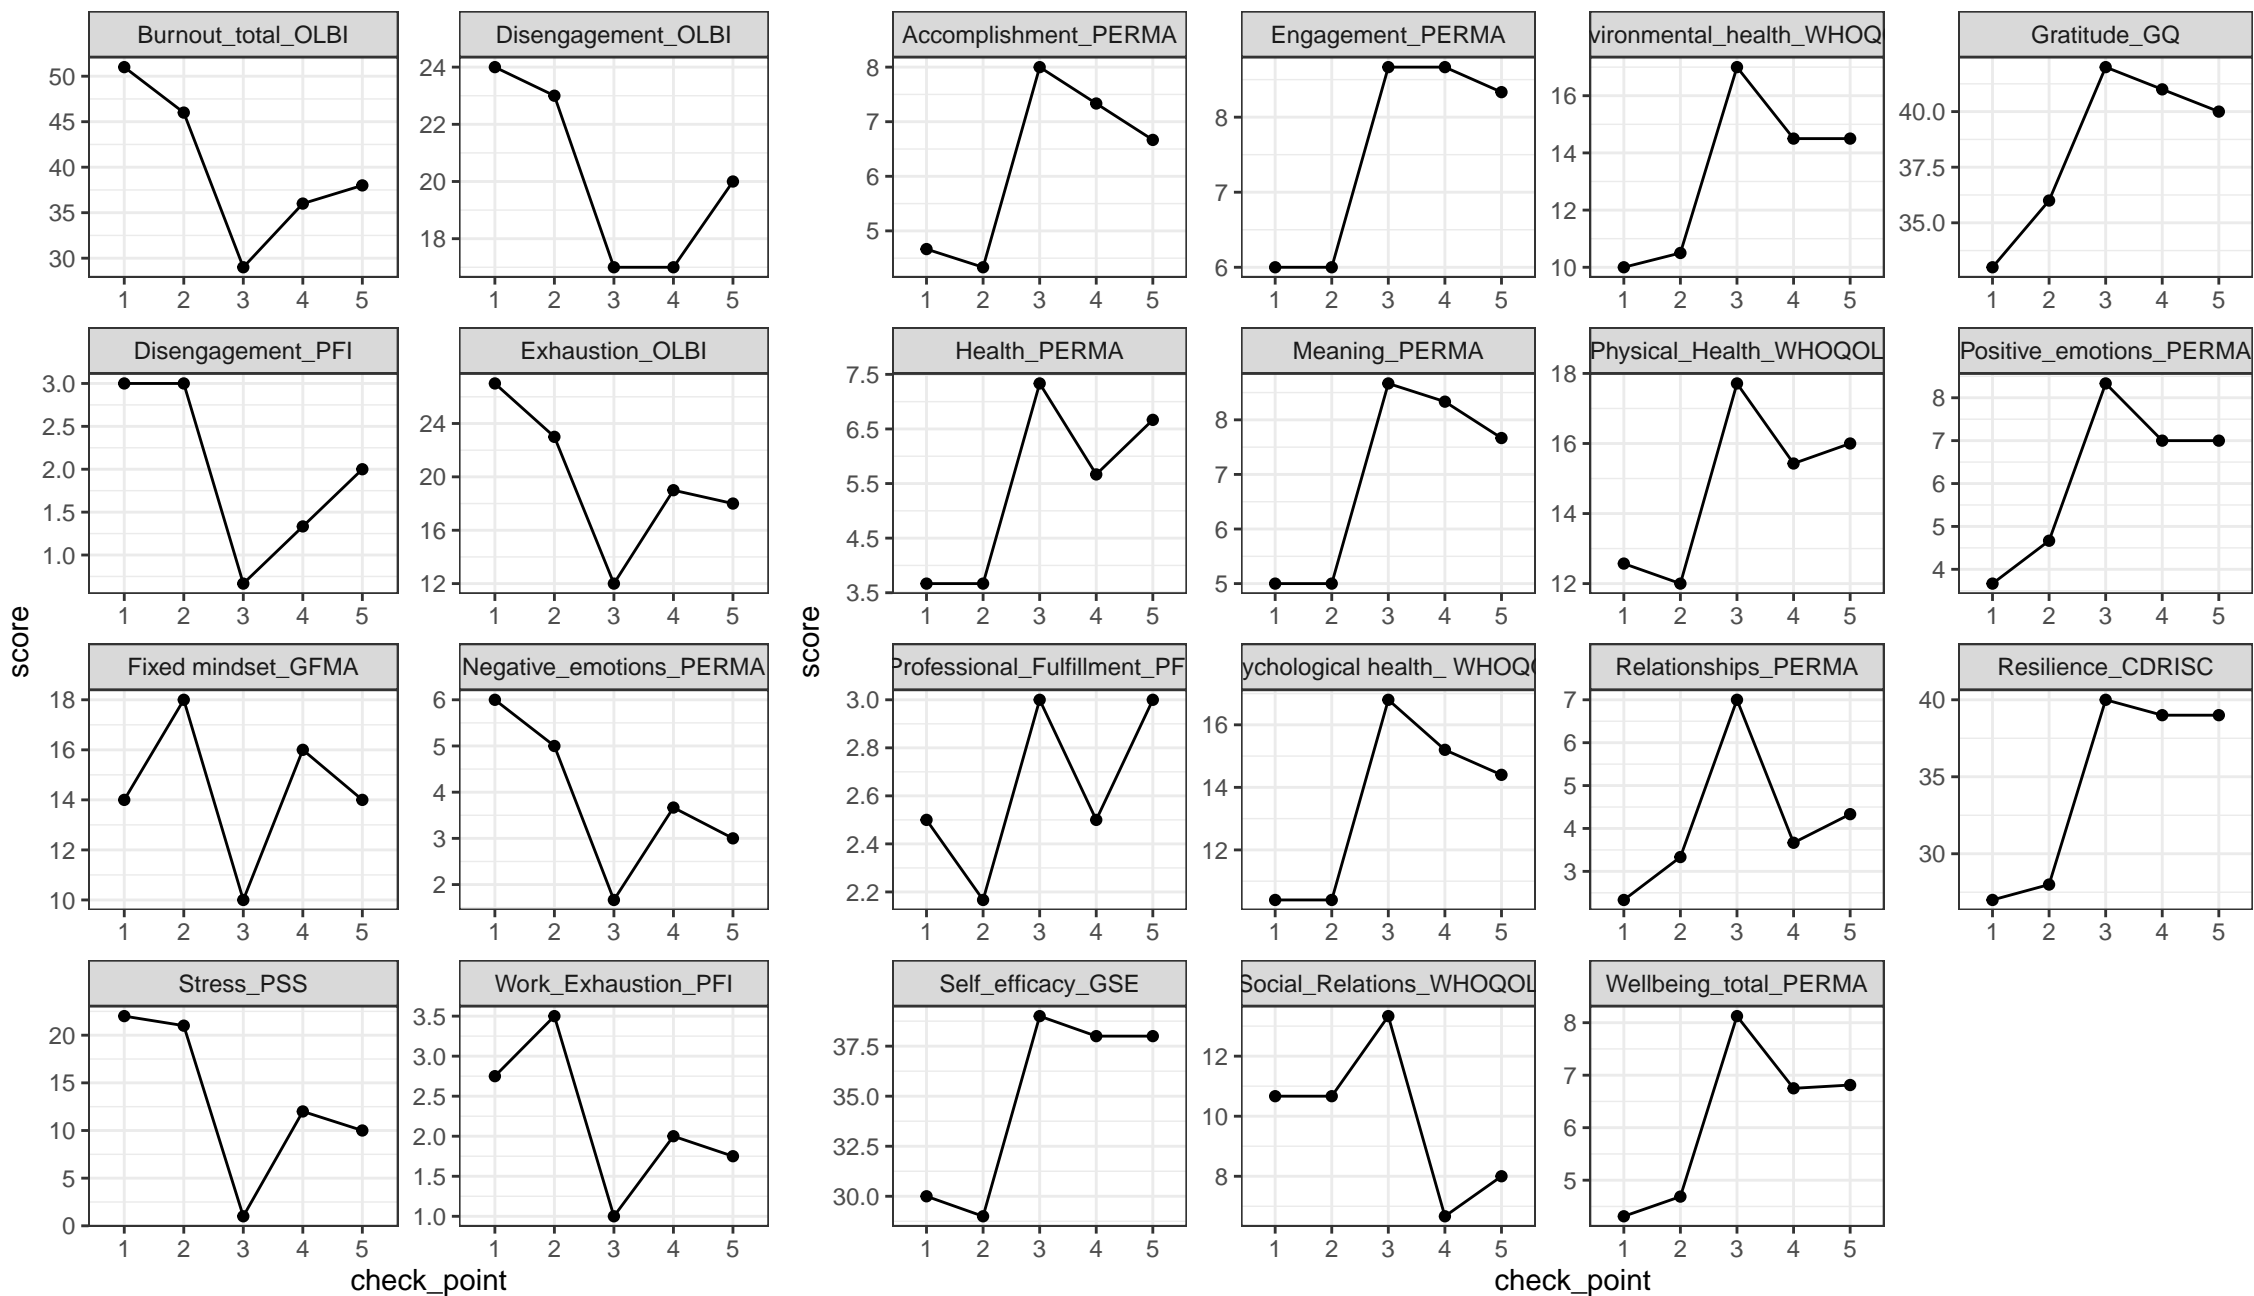 Burnout_total_OLBI
50
45
40
35
30
1 2 3 4 5
Disengagement_OLBI
24
22
20
18
1 2 3 4 5
Disengagement_PFI
3.0
2.5
2.0
1.5
1.0
1 2 3 4 5
Exhaustion_OLBI
24
20
16
12
1 2 3 4 5
Fixed mindset_GFMA
18
16
14
12
10
1 2 3 4 5
Negative_emotions_PERMA
6
5
4
3
2
1 2 3 4 5
Stress_PSS
20
15
10
5
0
1 2 3 4 5
Work_Exhaustion_PFI
3.5
3.0
2.5
2.0
1.5
1.0
1 2 3 4 5
score
check_point
Accomplishment_PERMA
8
7
6
5
1 2 3 4 5
Engagement_PERMA
8
7
6
1 2 3 4 5
vironmental_health_WHOQ
16
14
12
10
1 2 3 4 5
Gratitude_GQ
40.0
37.5
35.0
1 2 3 4 5
Health_PERMA
7.5
6.5
5.5
4.5
3.5
1 2 3 4 5
Meaning_PERMA
8
7
6
5
1 2 3 4 5
Physical_Health_WHOQOL
18
16
14
12
1 2 3 4 5
Positive_emotions_PERMA
8
7
6
5
4
1 2 3 4 5
Professional_Fulfillment_PF
3.0
2.8
2.6
2.4
2.2
1 2 3 4 5
ychological health_ WHOQ
16
14
12
1 2 3 4 5
Relationships_PERMA
7
6
5
4
3
1 2 3 4 5
Resilience_CDRISC
40
35
30
1 2 3 4 5
Self_efficacy_GSE
37.5
35.0
32.5
30.0
1 2 3 4 5
Social_Relations_WHOQOL
12
10
8
1 2 3 4 5
Wellbeing_total_PERMA
8
7
6
5
1 2 3 4 5
score
check_point